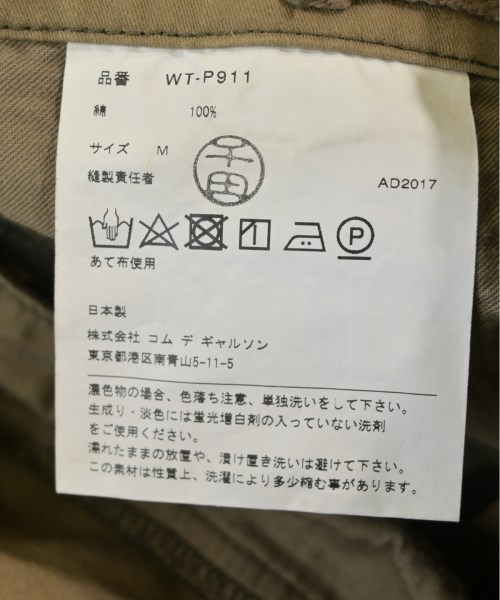 品番 WT-P911
綿 100%
サイズ M
縫製責任者 千田 AD2017
P
あて布使用
日本製
株式会社 コム デ ギャルソン
東京都港区南青山5-11-5
濃色物の場合、色落ち注意、単独洗いをして下さい。
生成り・淡色には蛍光増白剤の入っていない洗剤
をご使用ください。
濡れたままの放置や、漬け置き洗いは避けて下さい。
この素材は性質上、洗濯により多少縮む事があります。